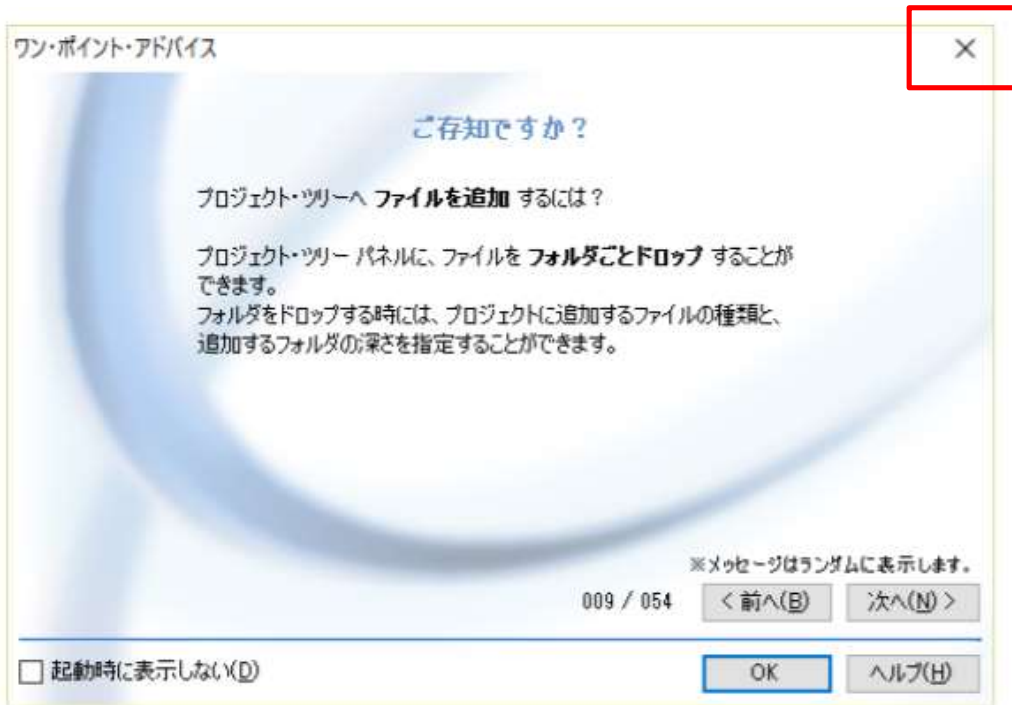 ワン・ポイント・アドバイス
ご存知ですか？
プロジェクト・ツリーへ ファイルを追加 するには？
プロジェクト・ツリー パネルに、ファイルを フォルダごとドロップ することが
できます。
フォルダをドロップする時には、プロジェクトに追加するファイルの種類と、
追加するフォルダの深さを指定することができます。
※メッセージはランダムに表示します。
009 / 054 < 前へ(B) 次へ(N) >
起動時に表示しない(D) OK ヘルプ(H)